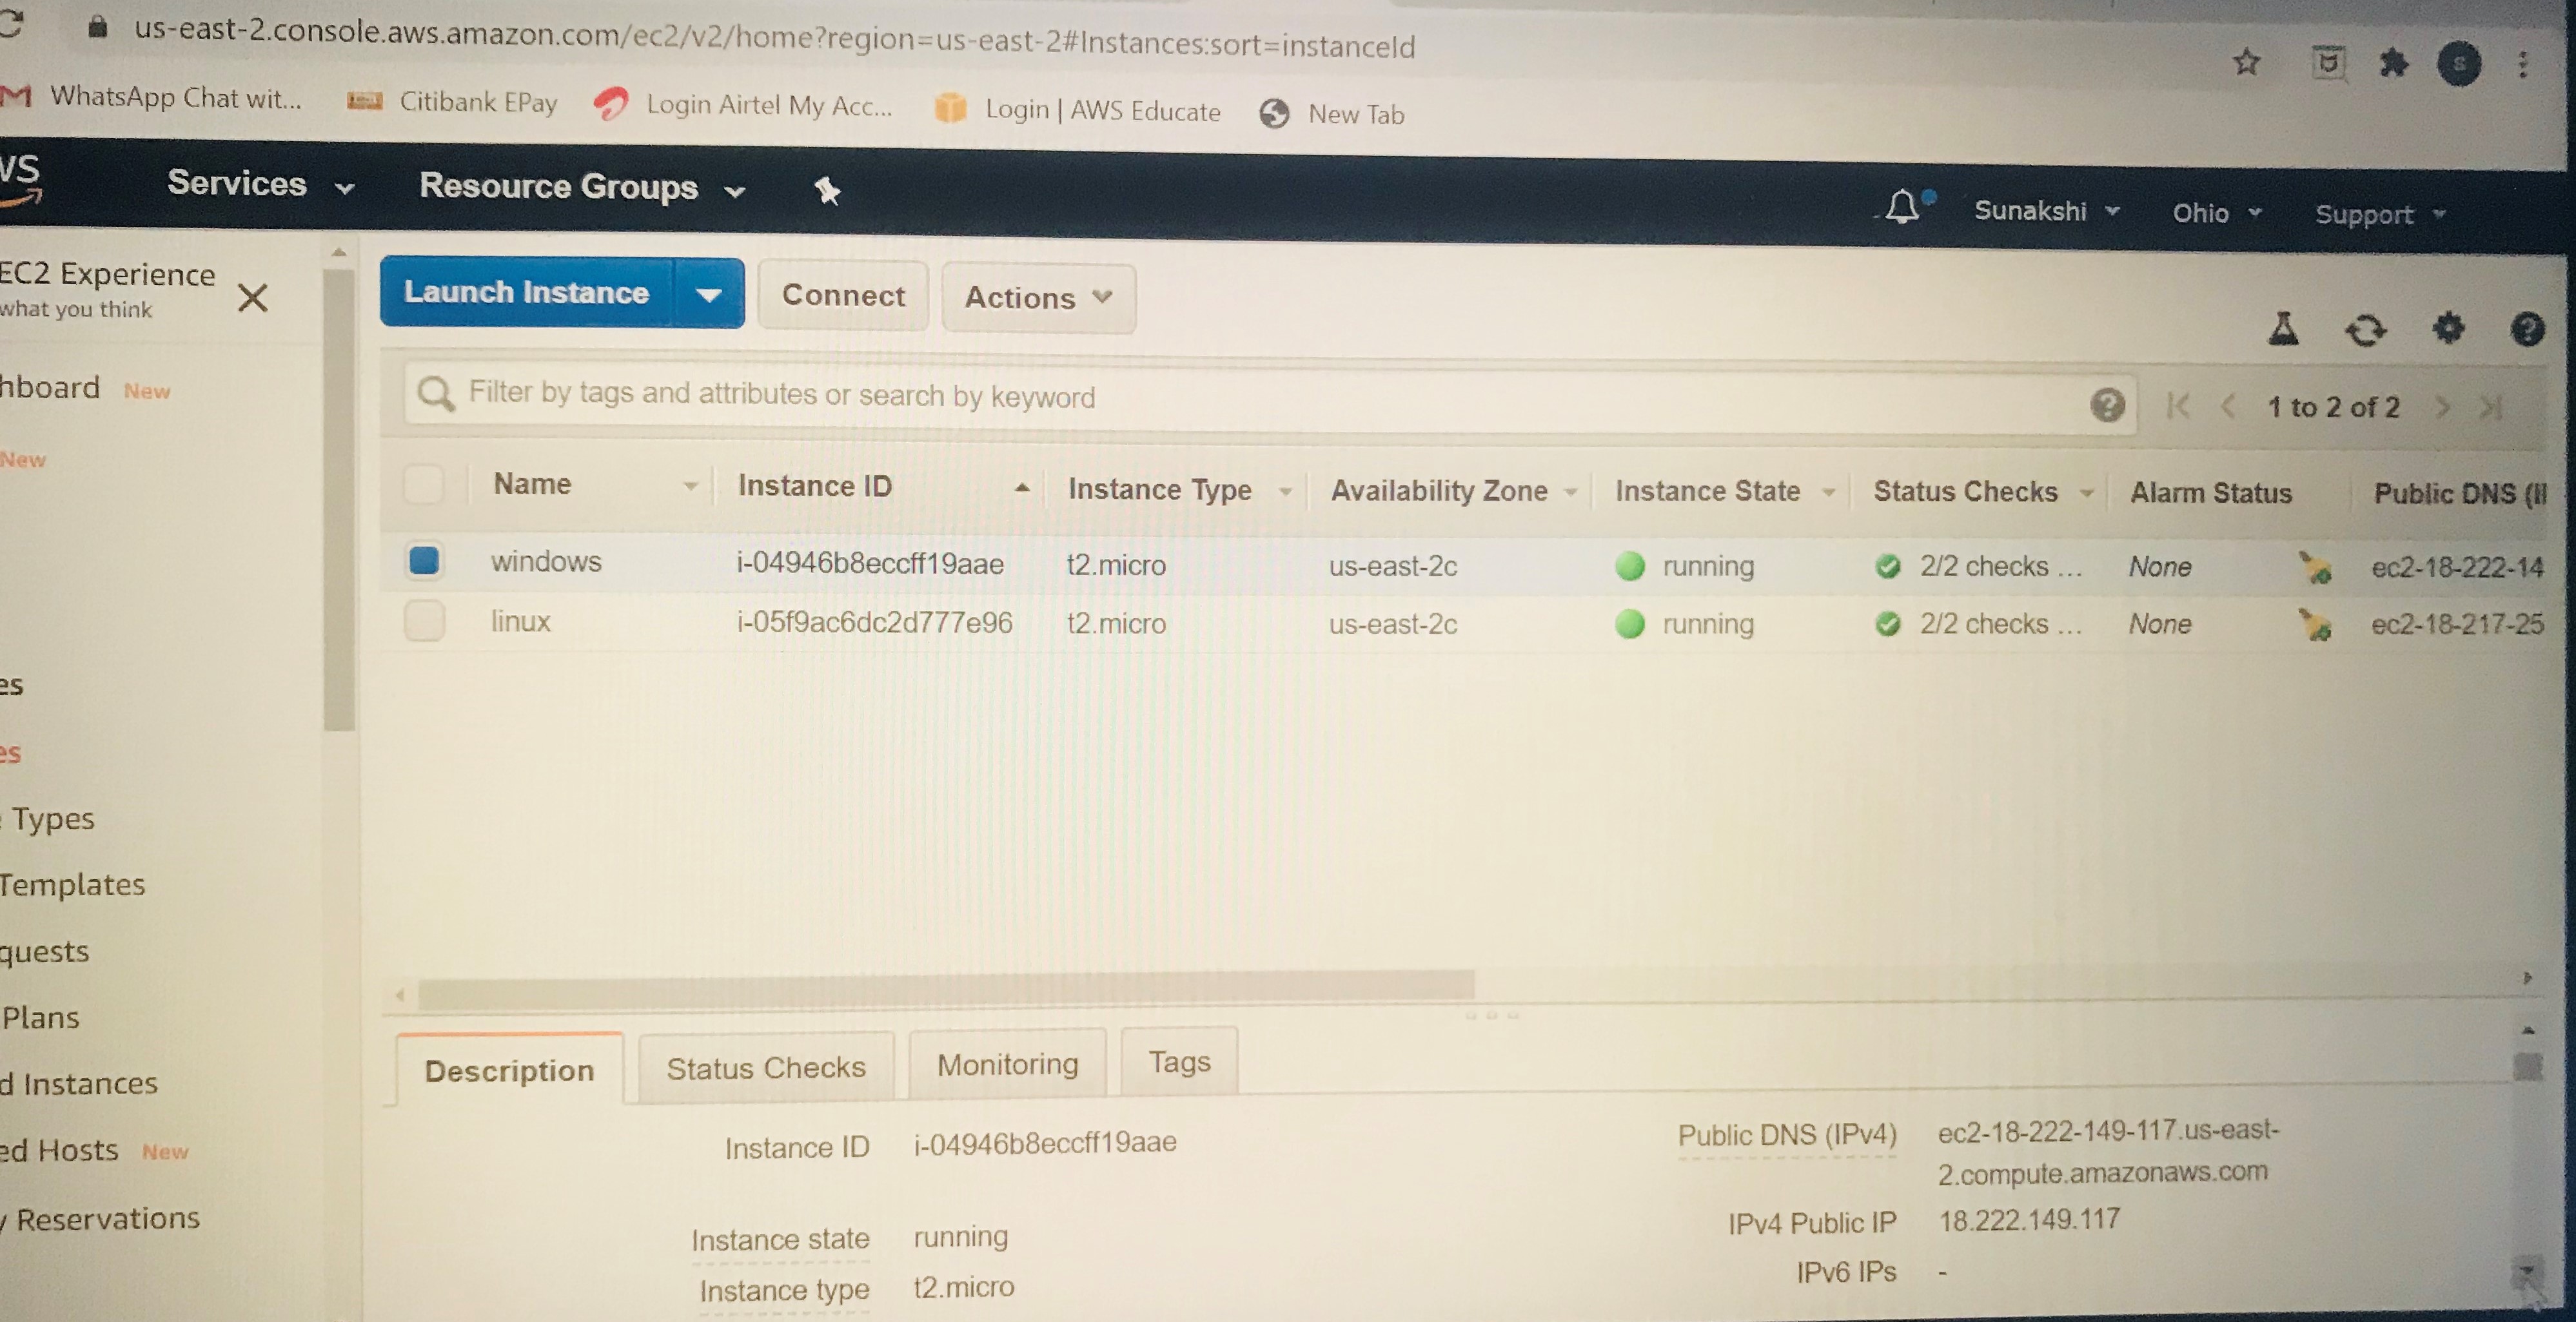 us-east-2.console.aws.amazon.com/ec2/v2/home?region=us-east-2#Instances:sort=instanceId
WhatsApp Chat wit... Citibank EPay Login Airtel My Acc... Login | AWS Educate New Tab
Services Resource Groups Sunakshi Ohio Support
EC2 Experience
what you think
Launch Instance Connect Actions
hboard New
Filter by tags and attributes or search by keyword 1 to 2 of 2
New
Name Instance ID Instance Type Availability Zone Instance State Status Checks Alarm Status Public DNS (I
windows i-04946b8eccff19aae t2.micro us-east-2c running 2/2 checks ... None ec2-18-222-14
linux i-05f9ac6dc2d777e96 t2.micro us-east-2c running 2/2 checks ... None ec2-18-217-25
es
es
Types
Templates
quests
Plans
d Instances
ed Hosts New
y Reservations
Description Status Checks Monitoring Tags
Instance ID i-04946b8eccff19aae
Public DNS (IPv4) ec2-18-222-149-117.us-east-
2.compute.amazonaws.com
Instance state running
IPv4 Public IP 18.222.149.117
Instance type t2.micro
IPv6 IPs -